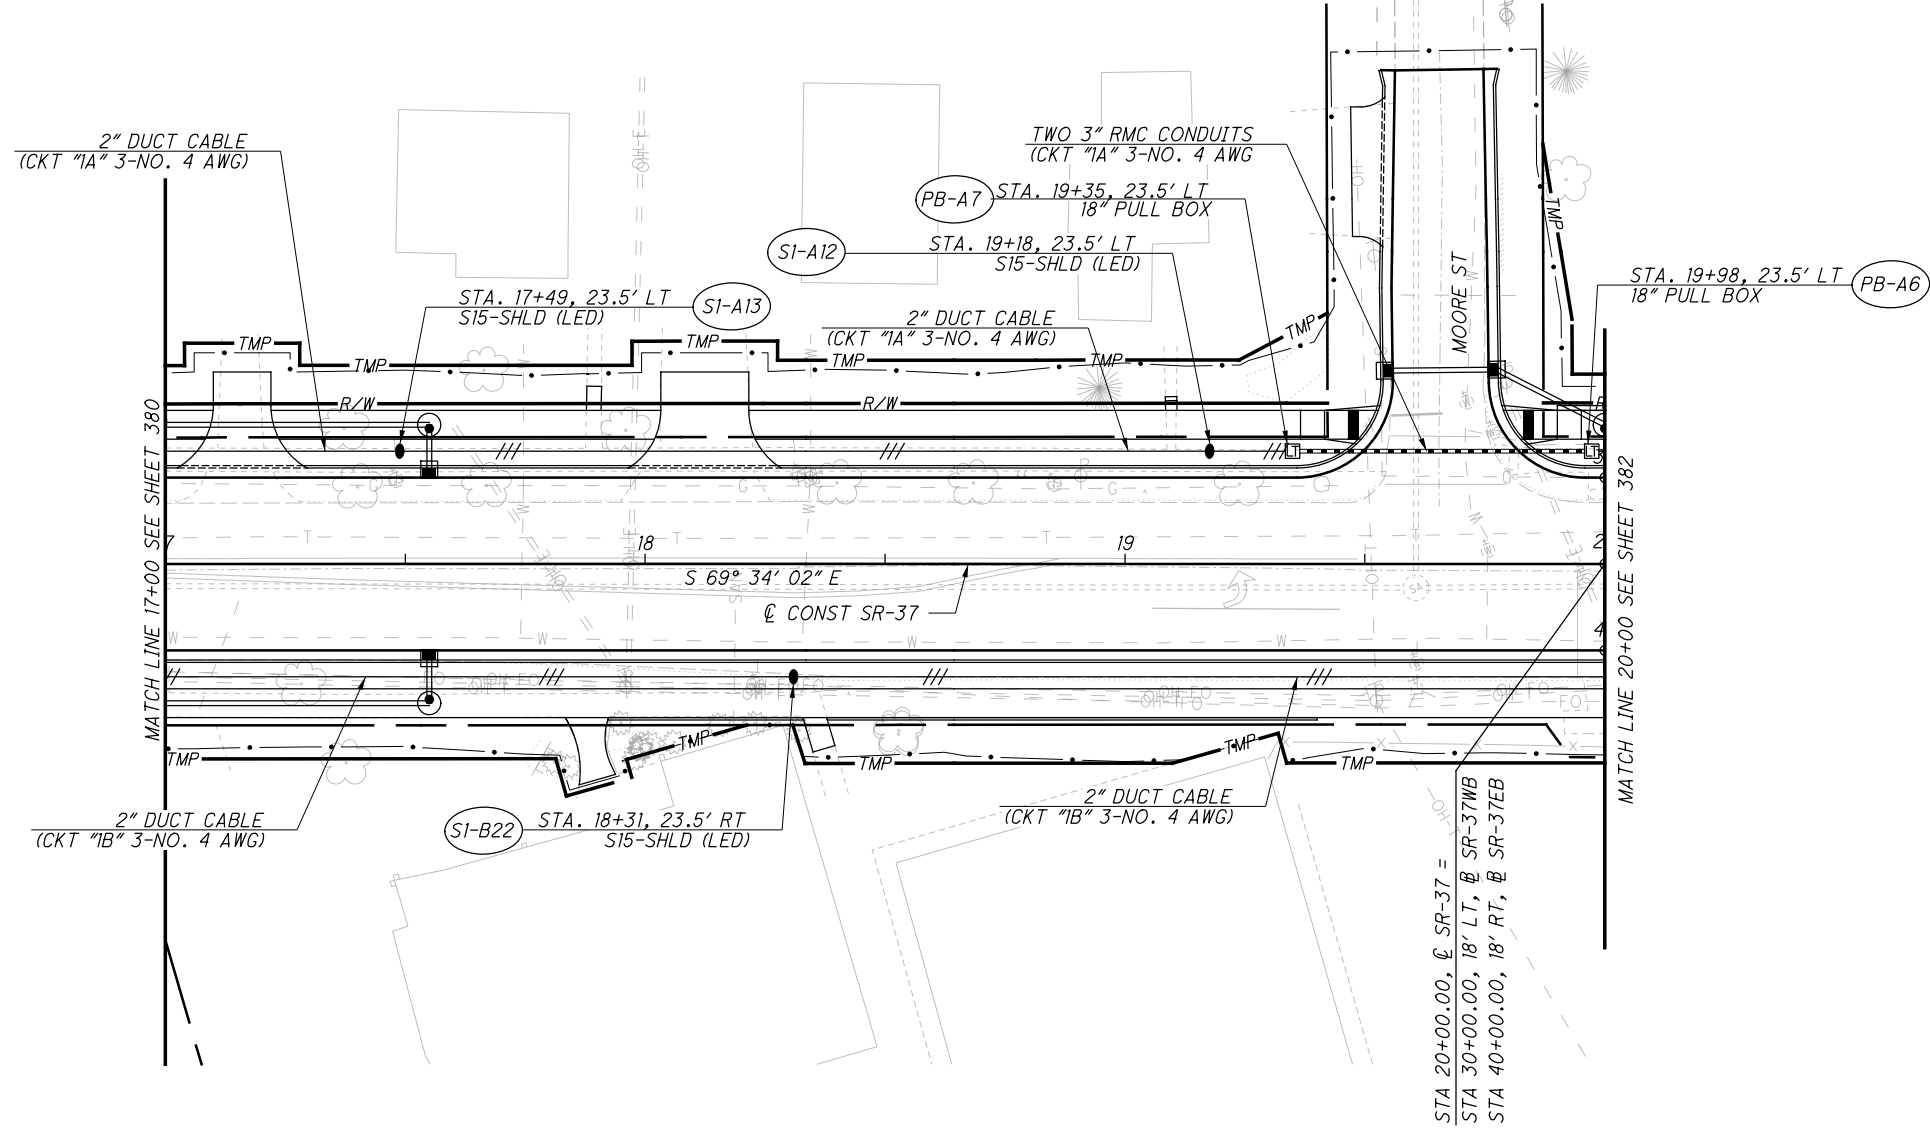 2" DUCT CABLE
(CKT "1A" 3-NO. 4 AWG)
TWO 3" RMC CONDUITS
(CKT "1A" 3-NO. 4 AWG
PB-A7
STA. 19+35, 23.5' LT
18" PULL BOX
S1-A12
STA. 19+18, 23.5' LT
S15-SHLD (LED)
STA. 17+49, 23.5' LT
S15-SHLD (LED)
S1-A13
2" DUCT CABLE
(CKT "1A" 3-NO. 4 AWG)
STA. 19+98, 23.5' LT
18" PULL BOX
PB-A6
MOORE ST
TMP
TMP
TMP
TMP
TMP
TMP
TMP
R/W
R/W
MATCH LINE 17+00 SEE SHEET 380
MATCH LINE 20+00 SEE SHEET 382
G
G
T
T
T
7
18
19
2
S 69° 34' 02" E
℄ CONST SR-37
SA
W
W
W
W
4
OH-FO
TMP
TMP
TMP
TMP
TMP
2" DUCT CABLE
(CKT "1B" 3-NO. 4 AWG)
S1-B22
STA. 18+31, 23.5' RT
S15-SHLD (LED)
2" DUCT CABLE
(CKT "1B" 3-NO. 4 AWG)
STA 20+00.00, ℄ SR-37 =
STA 30+00.00, 18' LT, ⅊ SR-37WB
STA 40+00.00, 18' RT, ⅊ SR-37EB